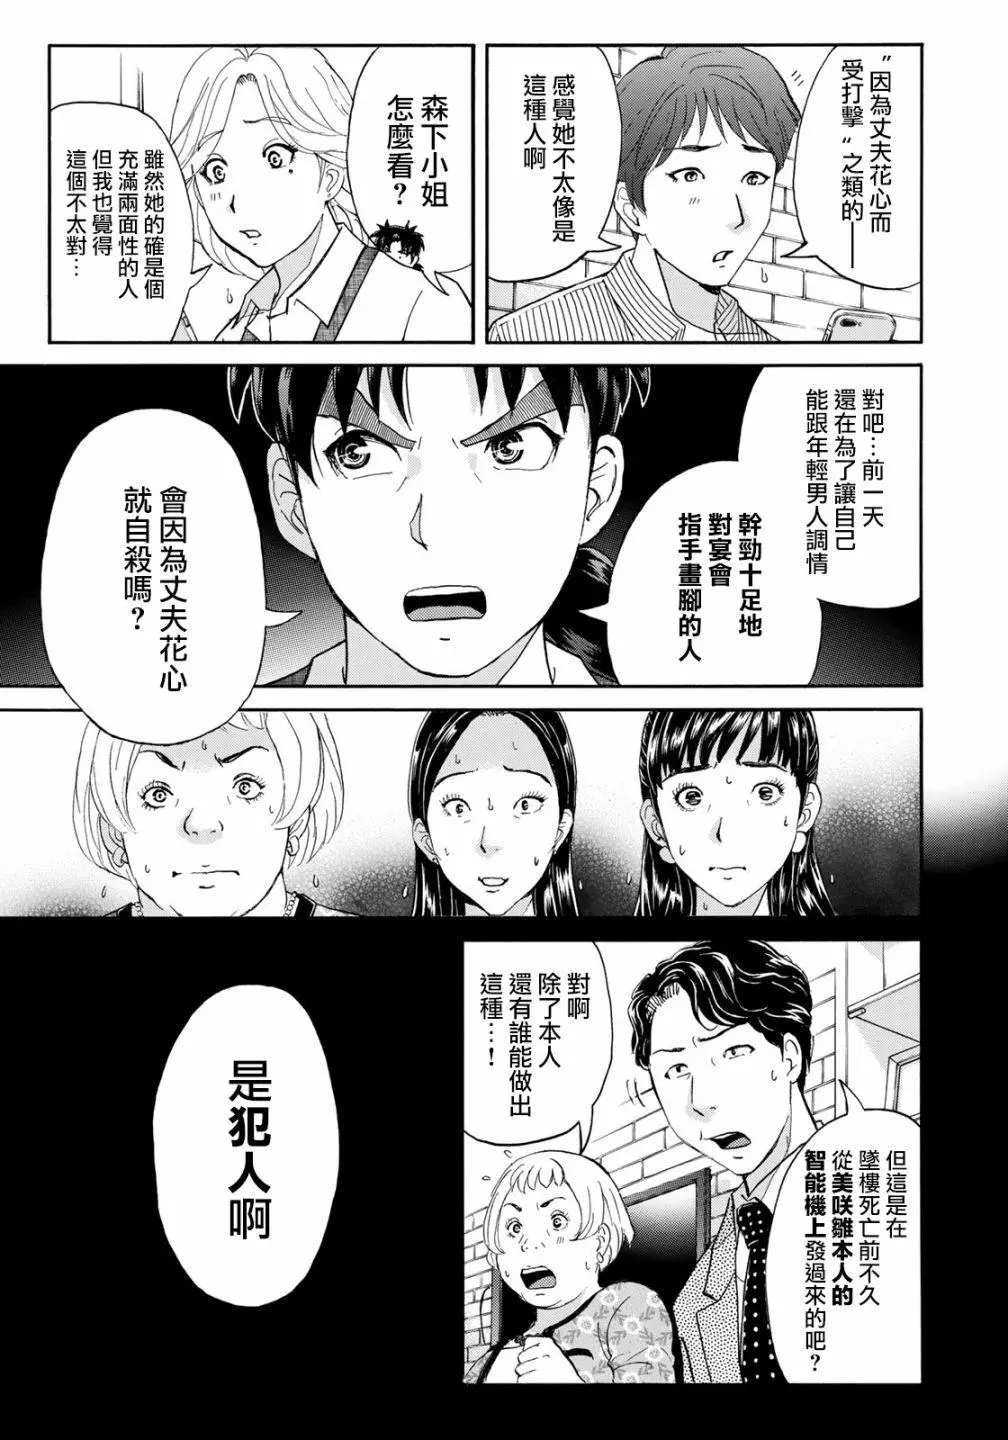 “因為丈夫花心而
受打擊“之類的——
感覺她不太像是
這種人啊
森下小姐
怎麼看？
雖然她的確是個
充滿兩面性的人
但我也覺得
這個不太對…
對吧…前一天
還在為了讓自己
能跟年輕男人調情
幹勁十足地
對宴會
指手畫腳的人
會因為丈夫花心
就自殺嗎？
但這是在
墜樓死亡前不久
從美咲雛本人的
智能機上發過來的吧？
對啊
除了本人
還有誰能做出
這種…！
是犯人啊